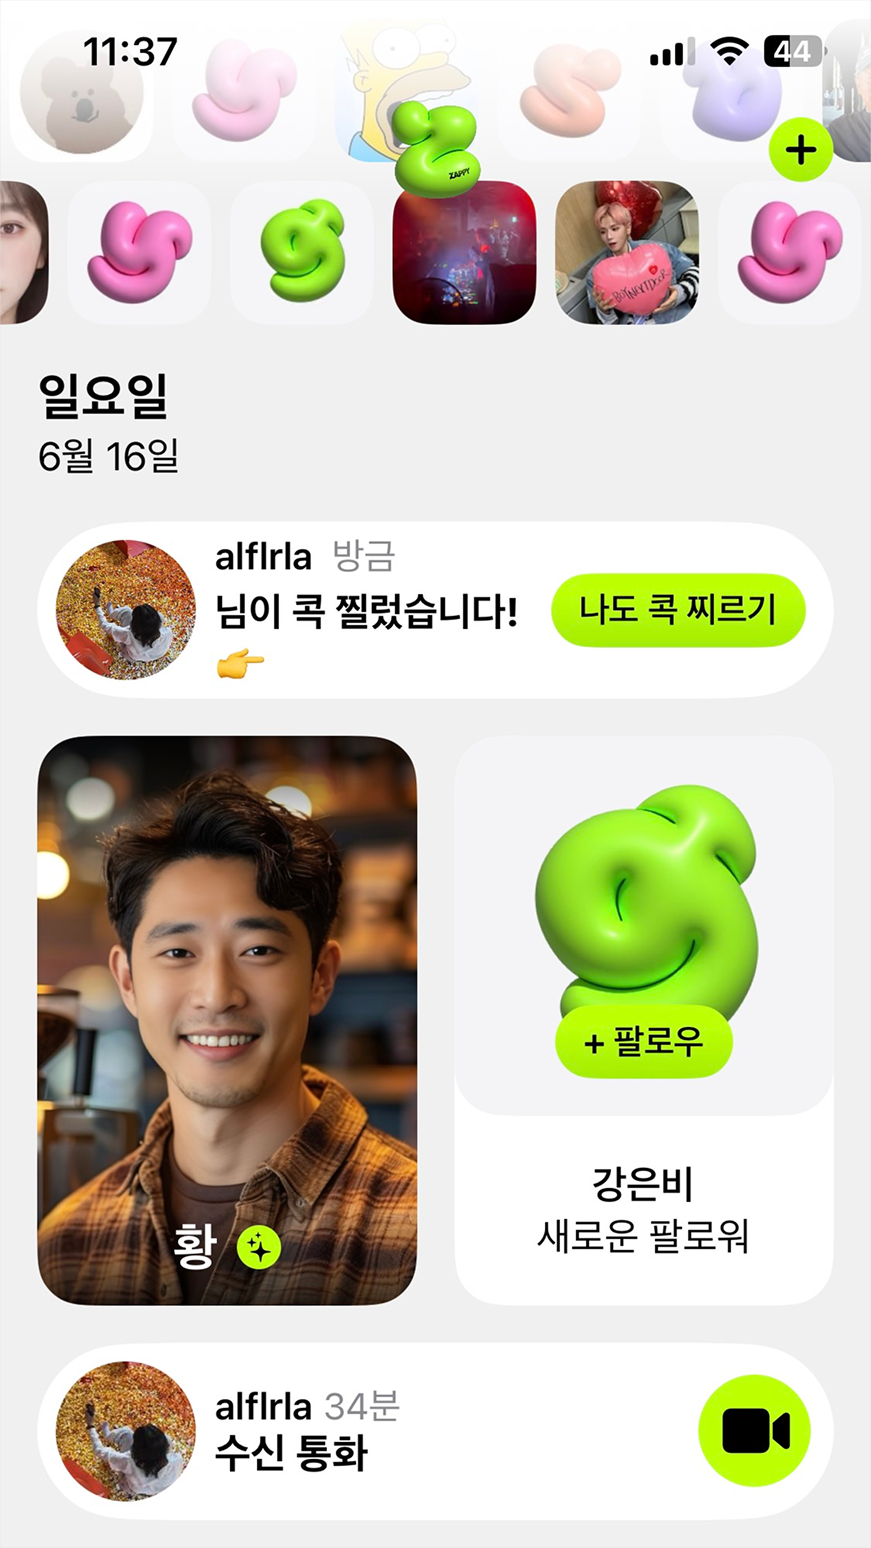 11:37
44
ZAPPY
BOYNEXTDOOR
일요일
6월 16일
alflrla 방금
님이 콕 찔렀습니다!
👉
나도 콕 찌르기
+ 팔로우
황
강은비
새로운 팔로워
alflrla 34분
수신 통화